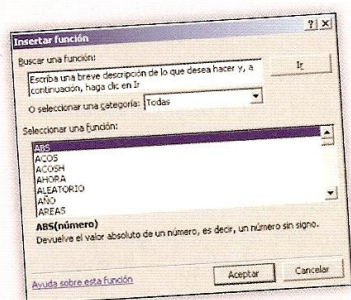 Insertar función
Buscar una función:
Escriba una breve descripción de lo que desea hacer y, a
continuación, haga clic en Ir
Ir
O seleccionar una categoría: Todas
Seleccionar una función:
ABS
ACOS
ACOSH
AHORA
ALEATORIO
AÑO
AREAS
ABS(número)
Devuelve el valor absoluto de un número, es decir, un número sin signo.
Ayuda sobre esta función
Aceptar
Cancelar